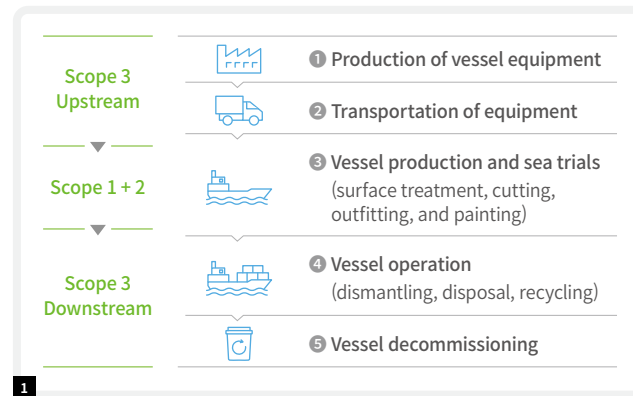 Scope 3
Upstream
❶ Production of vessel equipment
❷ Transportation of equipment
Scope 1 + 2
❸ Vessel production and sea trials
(surface treatment, cutting,
outfitting, and painting)
Scope 3
Downstream
❹ Vessel operation
(dismantling, disposal, recycling)
❺ Vessel decommissioning
1